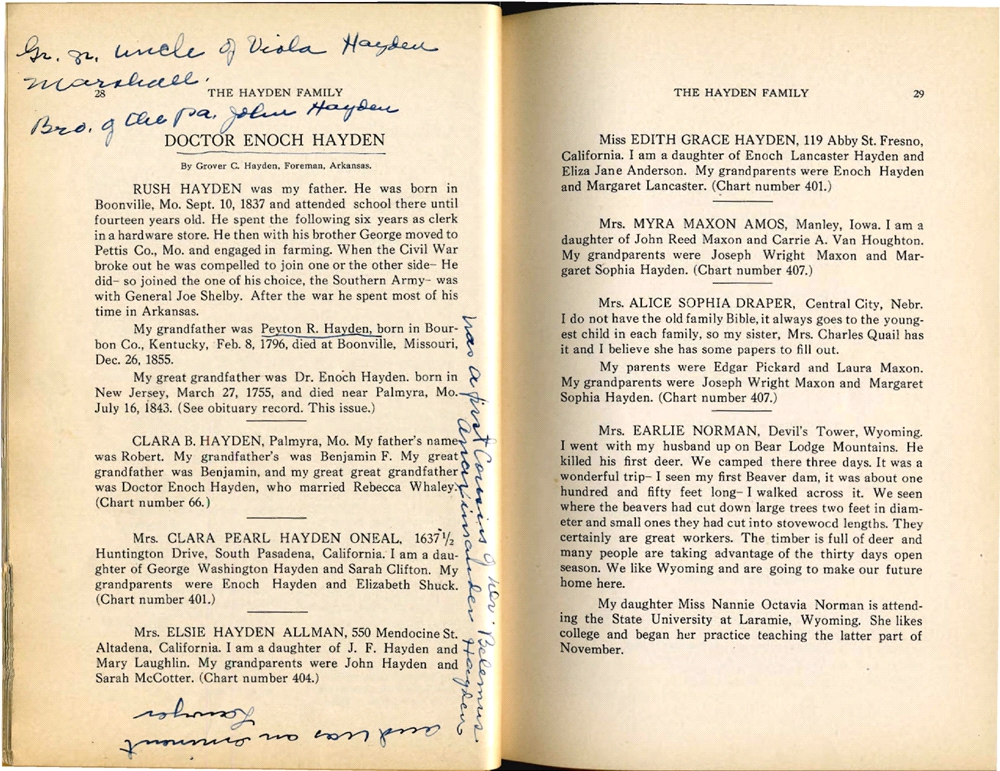 Gr. Gr. uncle of Viola Hayden
Marshall.
28 THE HAYDEN FAMILY
Bro. of the pa. John Hayden
DOCTOR ENOCH HAYDEN
By Grover C. Hayden, Foreman, Arkansas.
RUSH HAYDEN was my father. He was born in
Boonville, Mo. Sept. 10, 1837 and attended school there until
fourteen years old. He spent the following six years as clerk
in a hardware store. He then with his brother George moved to
Pettis Co., Mo. and engaged in farming. When the Civil War
broke out he was compelled to join one or the other side– He
did– so joined the one of his choice, the Southern Army– was
with General Joe Shelby. After the war he spent most of his
time in Arkansas.
My grandfather was Peyton R. Hayden, born in Bour-
bon Co., Kentucky, Feb. 8, 1796, died at Boonville, Missouri,
Dec. 26, 1855.
My great grandfather was Dr. Enoch Hayden. born in
New Jersey, March 27, 1755, and died near Palmyra, Mo.
July 16, 1843. (See obituary record. This issue.)
CLARA B. HAYDEN, Palmyra, Mo. My father's name
was Robert. My grandfather's was Benjamin F. My great
grandfather was Benjamin, and my great great grandfather
was Doctor Enoch Hayden, who married Rebecca Whaley.
(Chart number 66.)
Mrs. CLARA PEARL HAYDEN ONEAL, 1637½
Huntington Drive, South Pasadena, California. I am a dau-
ghter of George Washington Hayden and Sarah Clifton. My
grandparents were Enoch Hayden and Elizabeth Shuck.
(Chart number 401.)
Mrs. ELSIE HAYDEN ALLMAN, 550 Mendocine St.
Altadena, California. I am a daughter of J. F. Hayden and
Mary Laughlin. My grandparents were John Hayden and
Sarah McCotter. (Chart number 404.)
was a first Cousin of Dr. Belemus
Anaximander Hayden
and was an eminent
Lawyer
THE HAYDEN FAMILY 29
Miss EDITH GRACE HAYDEN, 119 Abby St. Fresno,
California. I am a daughter of Enoch Lancaster Hayden and
Eliza Jane Anderson. My grandparents were Enoch Hayden
and Margaret Lancaster. (Chart number 401.)
Mrs. MYRA MAXON AMOS, Manley, Iowa. I am a
daughter of John Reed Maxon and Carrie A. Van Houghton.
My grandparents were Joseph Wright Maxon and Mar-
garet Sophia Hayden. (Chart number 407.)
Mrs. ALICE SOPHIA DRAPER, Central City, Nebr.
I do not have the old family Bible, it always goes to the young-
est child in each family, so my sister, Mrs. Charles Quail has
it and I believe she has some papers to fill out.
My parents were Edgar Pickard and Laura Maxon.
My grandparents were Joseph Wright Maxon and Margaret
Sophia Hayden. (Chart number 407.)
Mrs. EARLIE NORMAN, Devil's Tower, Wyoming.
I went with my husband up on Bear Lodge Mountains. He
killed his first deer. We camped there three days. It was a
wonderful trip– I seen my first Beaver dam, it was about one
hundred and fifty feet long– I walked across it. We seen
where the beavers had cut down large trees two feet in diam-
eter and small ones they had cut into stovewood lengths. They
certainly are great workers. The timber is full of deer and
many people are taking advantage of the thirty days open
season. We like Wyoming and are going to make our future
home here.
My daughter Miss Nannie Octavia Norman is attend-
ing the State University at Laramie, Wyoming. She likes
college and began her practice teaching the latter part of
November.